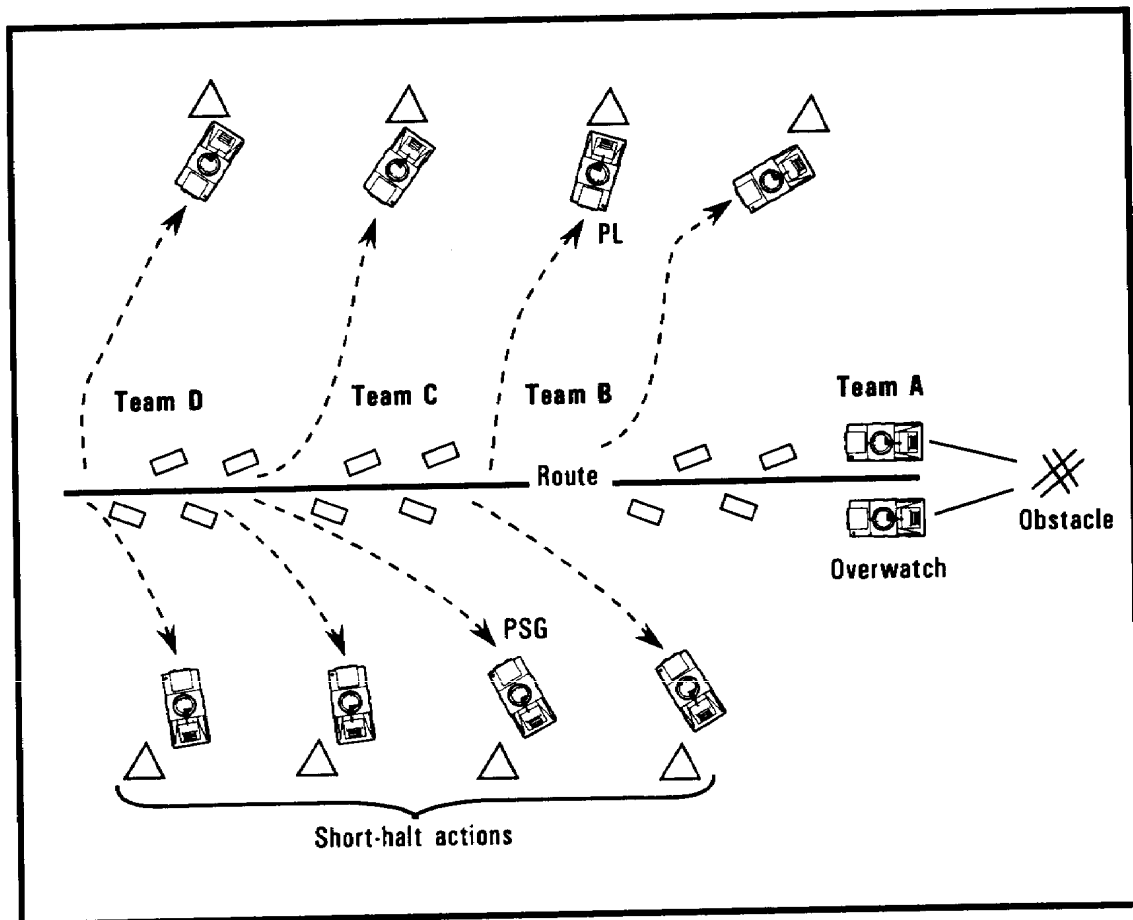 PL
Team D
Team C
Team B
Team A
Route
Obstacle
Overwatch
PSG
Short-halt actions